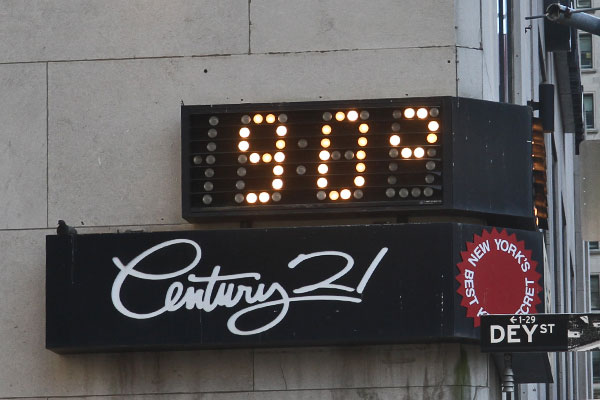 90°
Century 21
NEW YORK'S BEST
←1-29
DEY ST